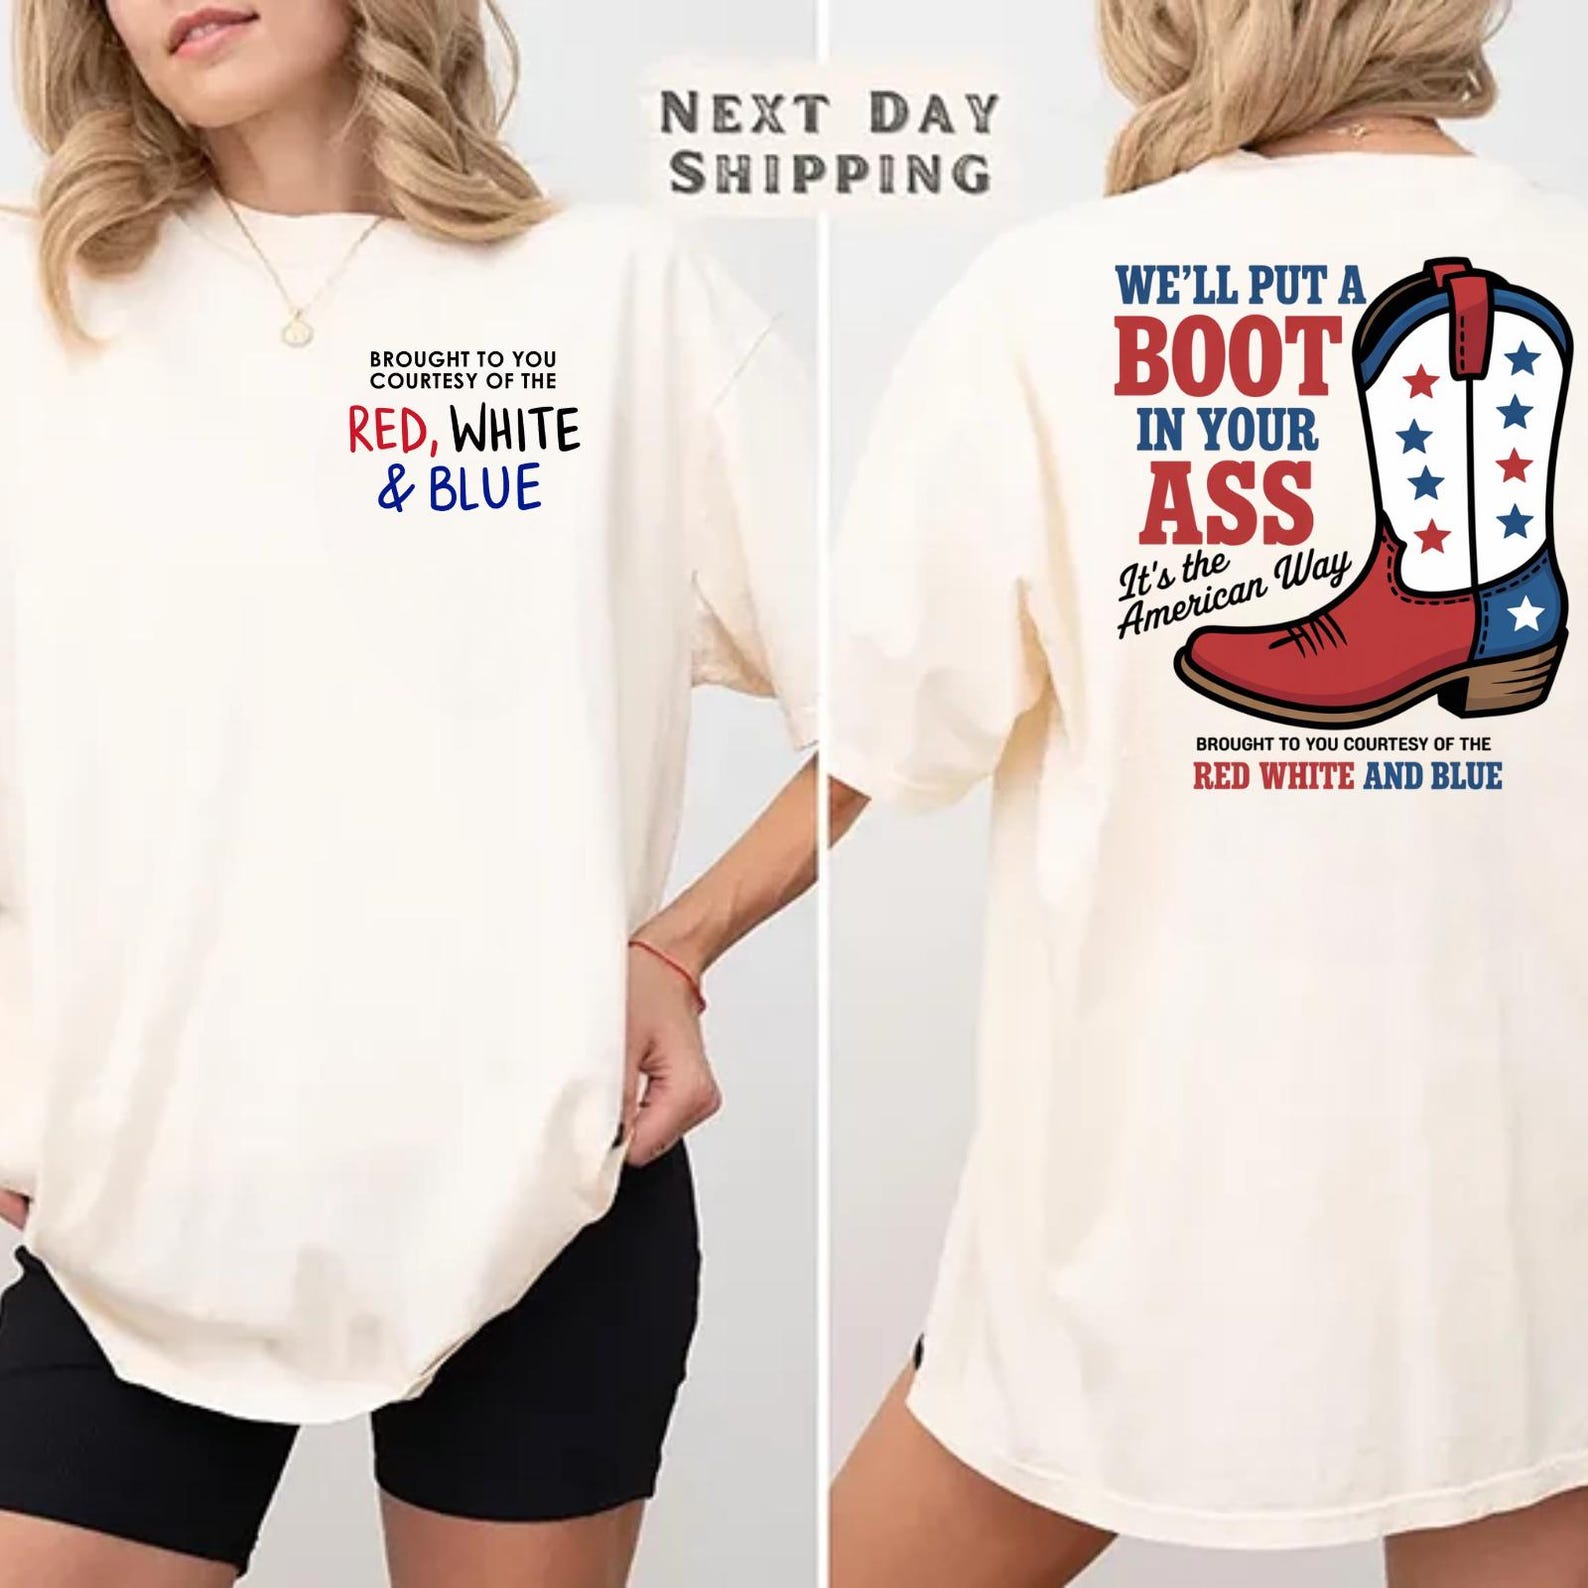 NEXT DAY
SHIPPING
BROUGHT TO YOU
COURTESY OF THE
RED, WHITE
& BLUE
WE'LL PUT A
BOOT
IN YOUR
ASS
It's the
American Way
BROUGHT TO YOU COURTESY OF THE
RED WHITE AND BLUE